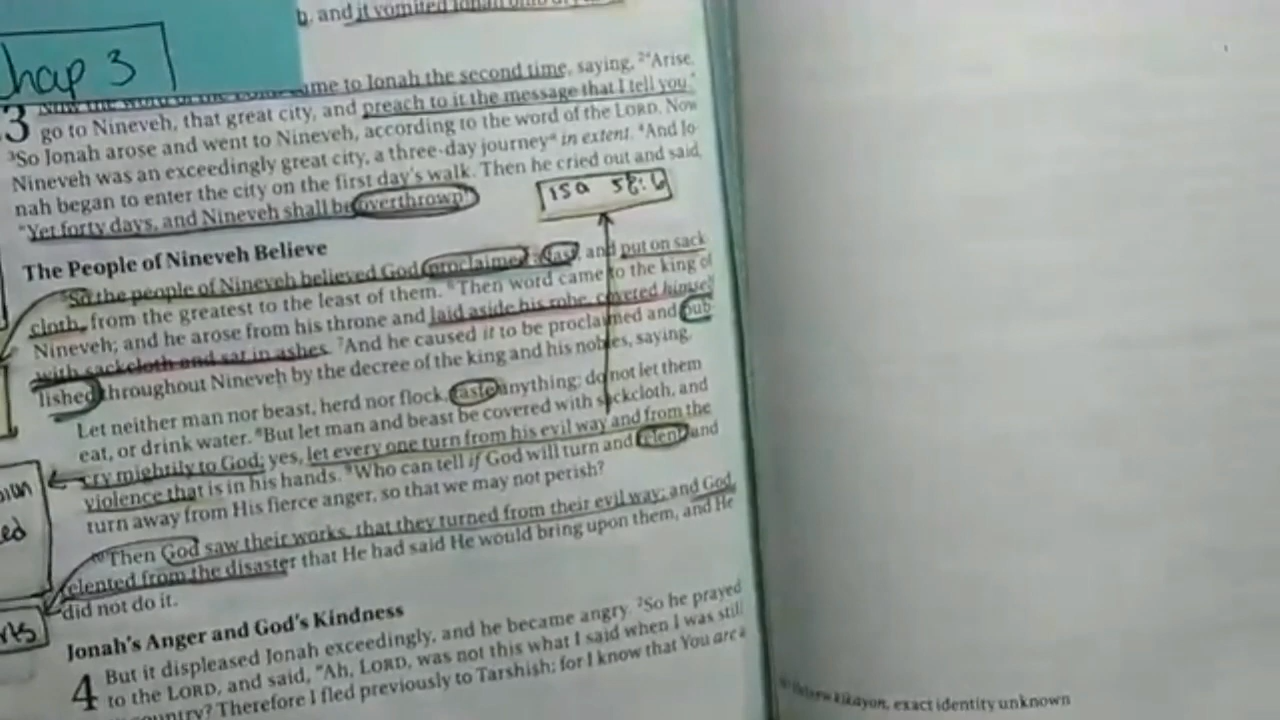 b, and it vomited Jonah onto
Chap 3
came to Jonah the second time, saying, 2"Arise,
3 go to Nineveh, that great city, and preach to it the message that I tell you."
3So Jonah arose and went to Nineveh, according to the word of the LORD. Now
Nineveh was an exceedingly great city, a three-day journeyª in extent. 4And Jo-
nah began to enter the city on the first day's walk. Then he cried out and said,
"Yet forty days, and Nineveh shall be overthrown!"
Isa 58:6
The People of Nineveh Believe
5So the people of Nineveh believed God, proclaimed a fast, and put on sack-
cloth, from the greatest to the least of them. 6Then word came to the king of
Nineveh; and he arose from his throne and laid aside his robe, covered himself
with sackcloth and sat in ashes. 7And he caused it to be proclaimed and pub-
lished throughout Nineveh by the decree of the king and his nobles, saying,
Let neither man nor beast, herd nor flock, taste anything; do not let them
eat, or drink water. 8But let man and beast be covered with sackcloth, and
cry mightily to God; yes, let every one turn from his evil way and from the
violence that is in his hands. 9Who can tell if God will turn and relent, and
turn away from His fierce anger, so that we may not perish?
10Then God saw their works, that they turned from their evil way; and God
relented from the disaster that He had said He would bring upon them, and He
did not do it.
Jonah's Anger and God's Kindness
4 But it displeased Jonah exceedingly, and he became angry. 2So he prayed
to the LORD, and said, "Ah, LORD, was not this what I said when I was still
country? Therefore I fled previously to Tarshish; for I know that You are a
Hebrew kikayon, exact identity unknown